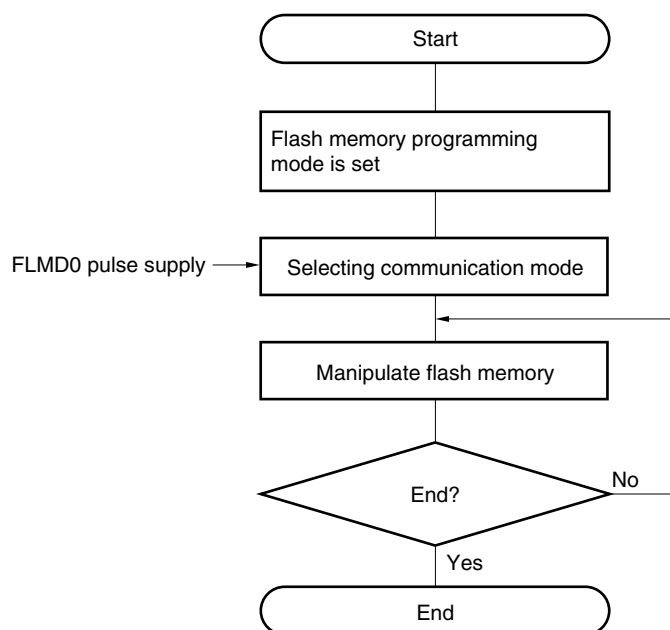 Start
Flash memory programming
mode is set
FLMD0 pulse supply
Selecting communication mode
Manipulate flash memory
End?
No
Yes
End